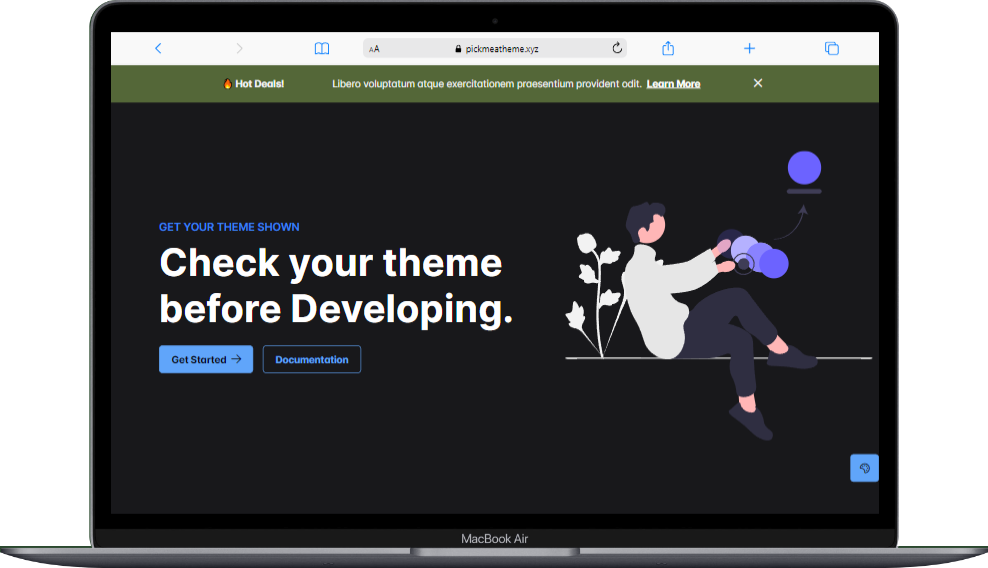 AA pickmeatheme.xyz
🔥 Hot Deals! Libero voluptatum atque exercitationem praesentium provident odit. Learn More ✕
GET YOUR THEME SHOWN
Check your theme
before Developing.
Get Started → Documentation
MacBook Air